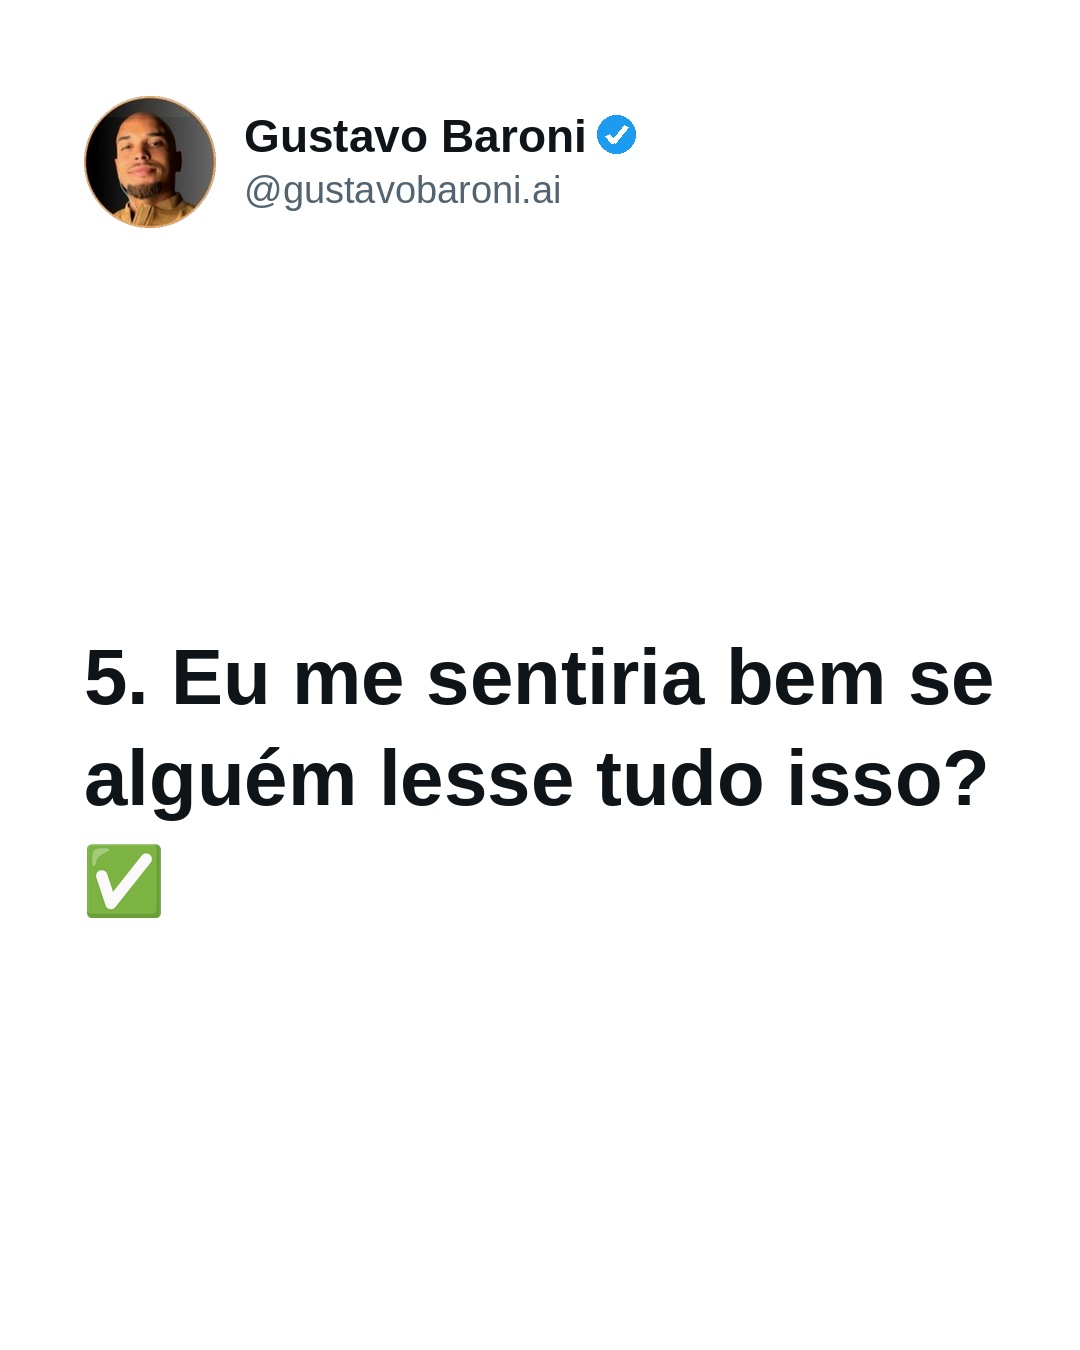 Gustavo Baroni
@gustavobaroni.ai
5. Eu me sentiria bem se
alguém lesse tudo isso?
✅